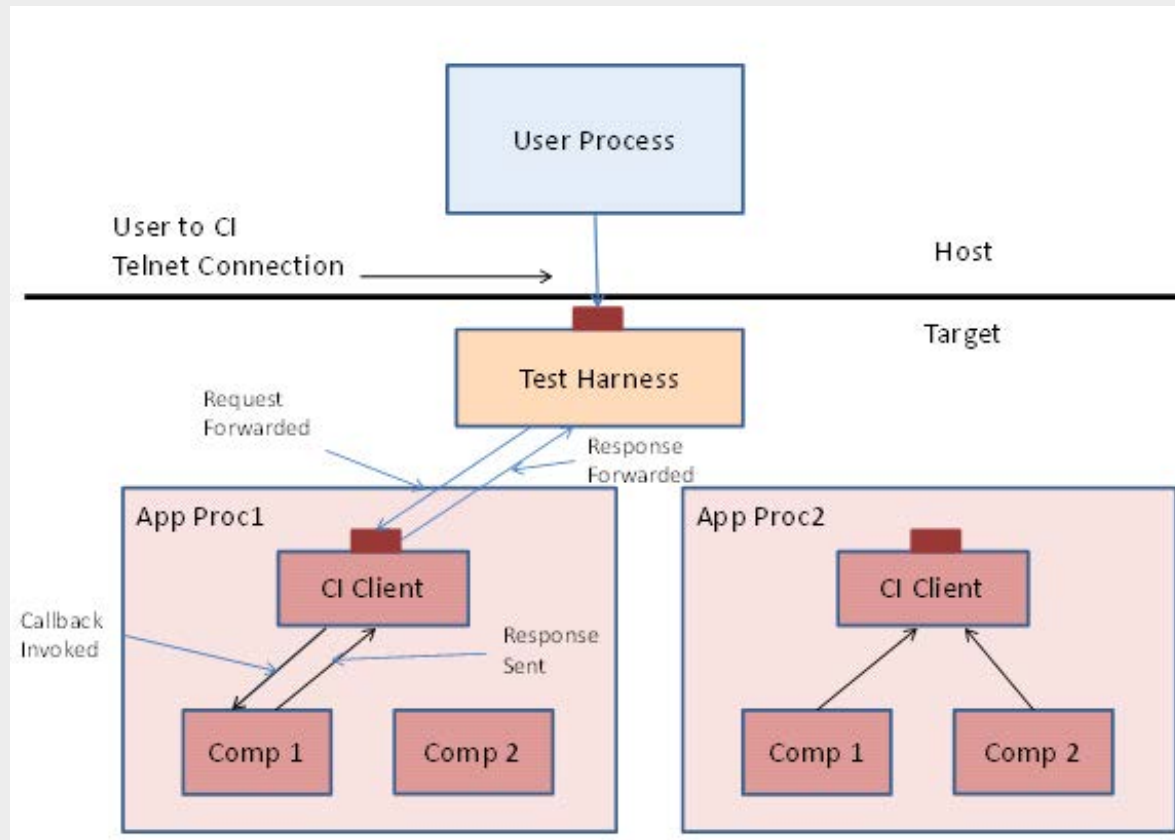 User Process
User to CI
Telnet Connection
Host
Target
Test Harness
Request
Forwarded
Response
Forwarded
App Proc1
App Proc2
CI Client
CI Client
Callback
Invoked
Response
Sent
Comp 1
Comp 2
Comp 1
Comp 2